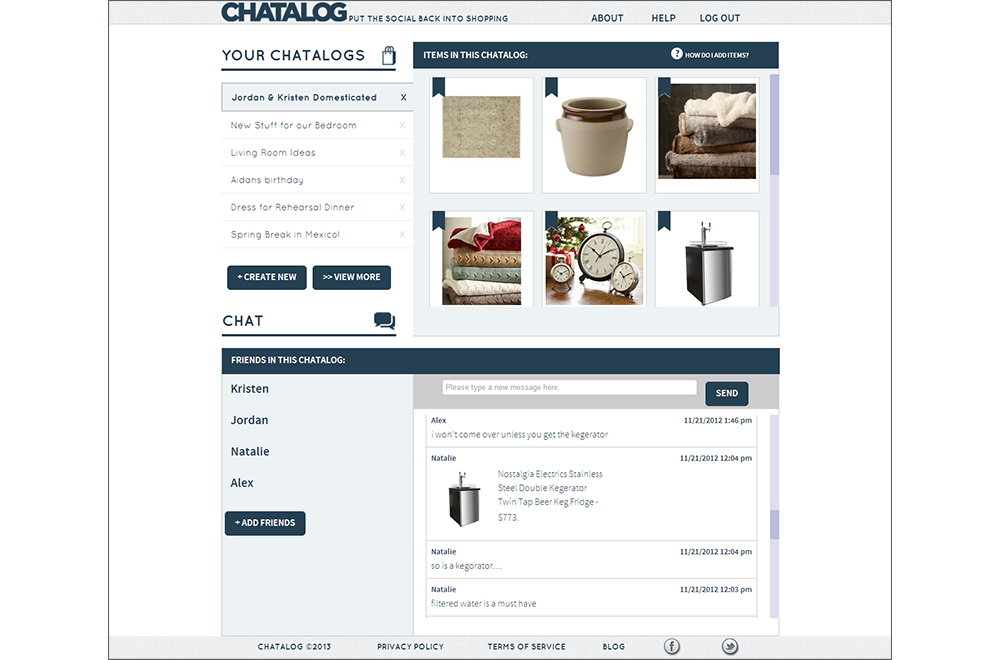 CHATALOG PUT THE SOCIAL BACK INTO SHOPPING
ABOUT HELP LOG OUT
YOUR CHATALOGS
Jordan & Kristen Domesticated X
New Stuff for our Bedroom X
Living Room Ideas X
Aidans birthday X
Dress for Rehearsal Dinner X
Spring Break in Mexico! X
+ CREATE NEW >> VIEW MORE
ITEMS IN THIS CHATALOG: ? HOW DO I ADD ITEMS?
CHAT
FRIENDS IN THIS CHATALOG:
Kristen
Jordan
Natalie
Alex
+ ADD FRIENDS
Please type a new message here. SEND
Alex 11/21/2012 1:46 pm
i won't come over unless you get the kegerator
Natalie 11/21/2012 12:04 pm
Nostalgia Electrics Stainless
Steel Double Kegerator
Twin Tap Beer Keg Fridge -
$773.
Natalie 11/21/2012 12:04 pm
so is a kegorator....
Natalie 11/21/2012 12:03 pm
filtered water is a must have
CHATALOG ©2013 PRIVACY POLICY TERMS OF SERVICE BLOG f